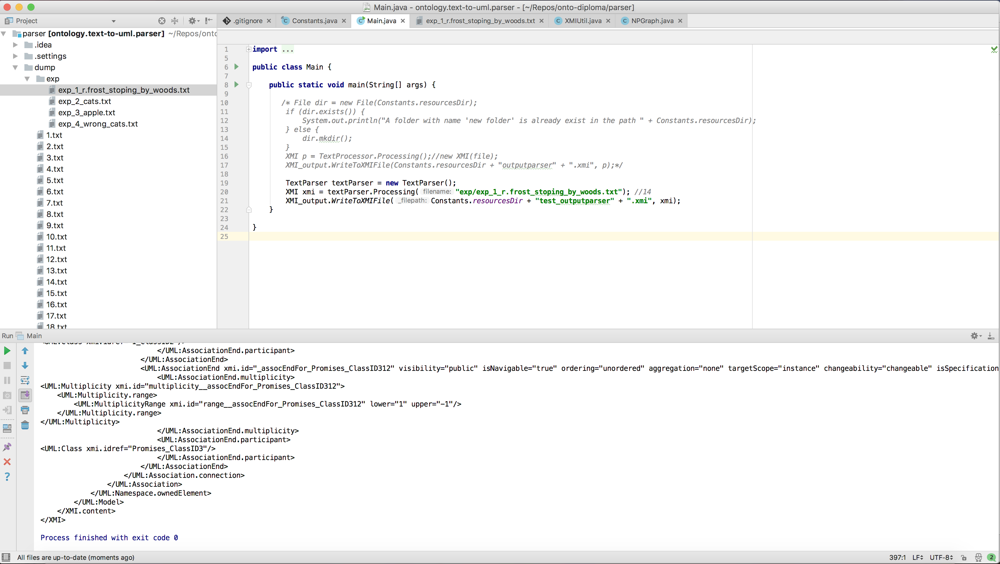 Main.java - ontology.text-to-uml.parser - [~/Repos/onto-diploma/parser]
Project
.gitignore
Constants.java
Main.java
exp_1_r.frost_stoping_by_woods.txt
XMIUtil.java
NPGraph.java
parser [ontology.text-to-uml.parser] ~/Repos/onto
.idea
.settings
dump
exp
exp_1_r.frost_stoping_by_woods.txt
exp_2_cats.txt
exp_3_apple.txt
exp_4_wrong_cats.txt
1.txt
2.txt
3.txt
4.txt
5.txt
6.txt
7.txt
8.txt
9.txt
10.txt
11.txt
12.txt
13.txt
14.txt
15.txt
16.txt
17.txt
18.txt
1 import ...
5
6 public class Main {
7
8 public static void main(String[] args) {
9
10 /* File dir = new File(Constants.resourcesDir);
11 if (dir.exists()) {
12 System.out.println("A folder with name 'new folder' is already exist in the path " + Constants.resourcesDir);
13 } else {
14 dir.mkdir();
15 }
16 XMI p = TextProcessor.Processing();//new XMI(file);
17 XMI_output.WriteToXMIFile(Constants.resourcesDir + "outputparser" + ".xmi", p);*/
18
19 TextParser textParser = new TextParser();
20 XMI xmi = textParser.Processing( filename: "exp/exp_1_r.frost_stoping_by_woods.txt"); //14
21 XMI_output.WriteToXMIFile( _filepath: Constants.resourcesDir + "test_outputparser" + ".xmi", xmi);
22 }
23
24 }
25
Run Main
</UML:AssociationEnd.participant>
</UML:AssociationEnd>
<UML:AssociationEnd xmi.id="_assocEndFor_Promises_ClassID312" visibility="public" isNavigable="true" ordering="unordered" aggregation="none" targetScope="instance" changeability="changeable" isSpecification
<UML:AssociationEnd.multiplicity>
<UML:Multiplicity xmi.id="multiplicity__assocEndFor_Promises_ClassID312">
<UML:Multiplicity.range>
<UML:MultiplicityRange xmi.id="range__assocEndFor_Promises_ClassID312" lower="1" upper="-1"/>
</UML:Multiplicity.range>
</UML:Multiplicity>
</UML:AssociationEnd.multiplicity>
<UML:AssociationEnd.participant>
<UML:Class xmi.idref="Promises_ClassID3"/>
</UML:AssociationEnd.participant>
</UML:AssociationEnd>
</UML:Association.connection>
</UML:Association>
</UML:Namespace.ownedElement>
</UML:Model>
</XMI.content>
</XMI>
Process finished with exit code 0
All files are up-to-date (moments ago)
397:1 LF UTF-8 2